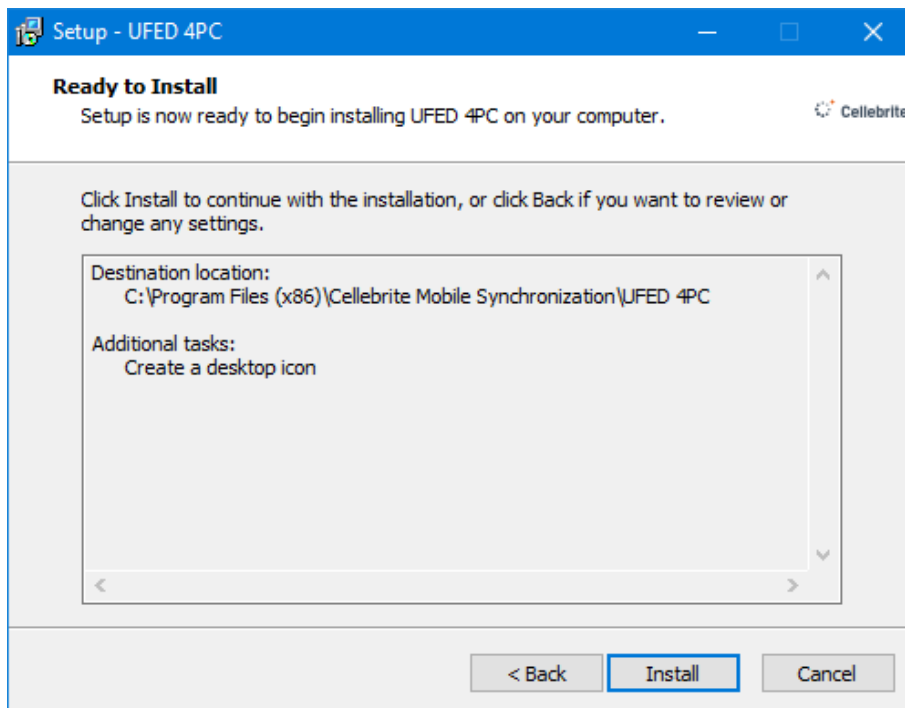 Setup - UFED 4PC
Ready to Install
Setup is now ready to begin installing UFED 4PC on your computer.
Cellebrite
Click Install to continue with the installation, or click Back if you want to review or
change any settings.
Destination location:
C:\Program Files (x86)\Cellebrite Mobile Synchronization\UFED 4PC
Additional tasks:
Create a desktop icon
< Back
Install
Cancel